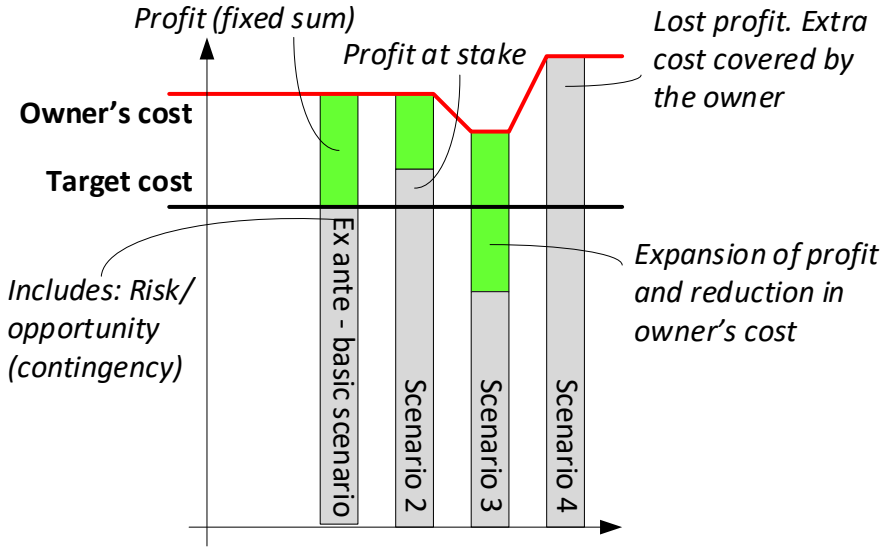 Profit (fixed sum)
Profit at stake
Lost profit. Extra
cost covered by
the owner
Owner's cost
Target cost
Includes: Risk/
opportunity
(contingency)
Expansion of profit
and reduction in
owner's cost
Ex ante - basic scenario
Scenario 2
Scenario 3
Scenario 4